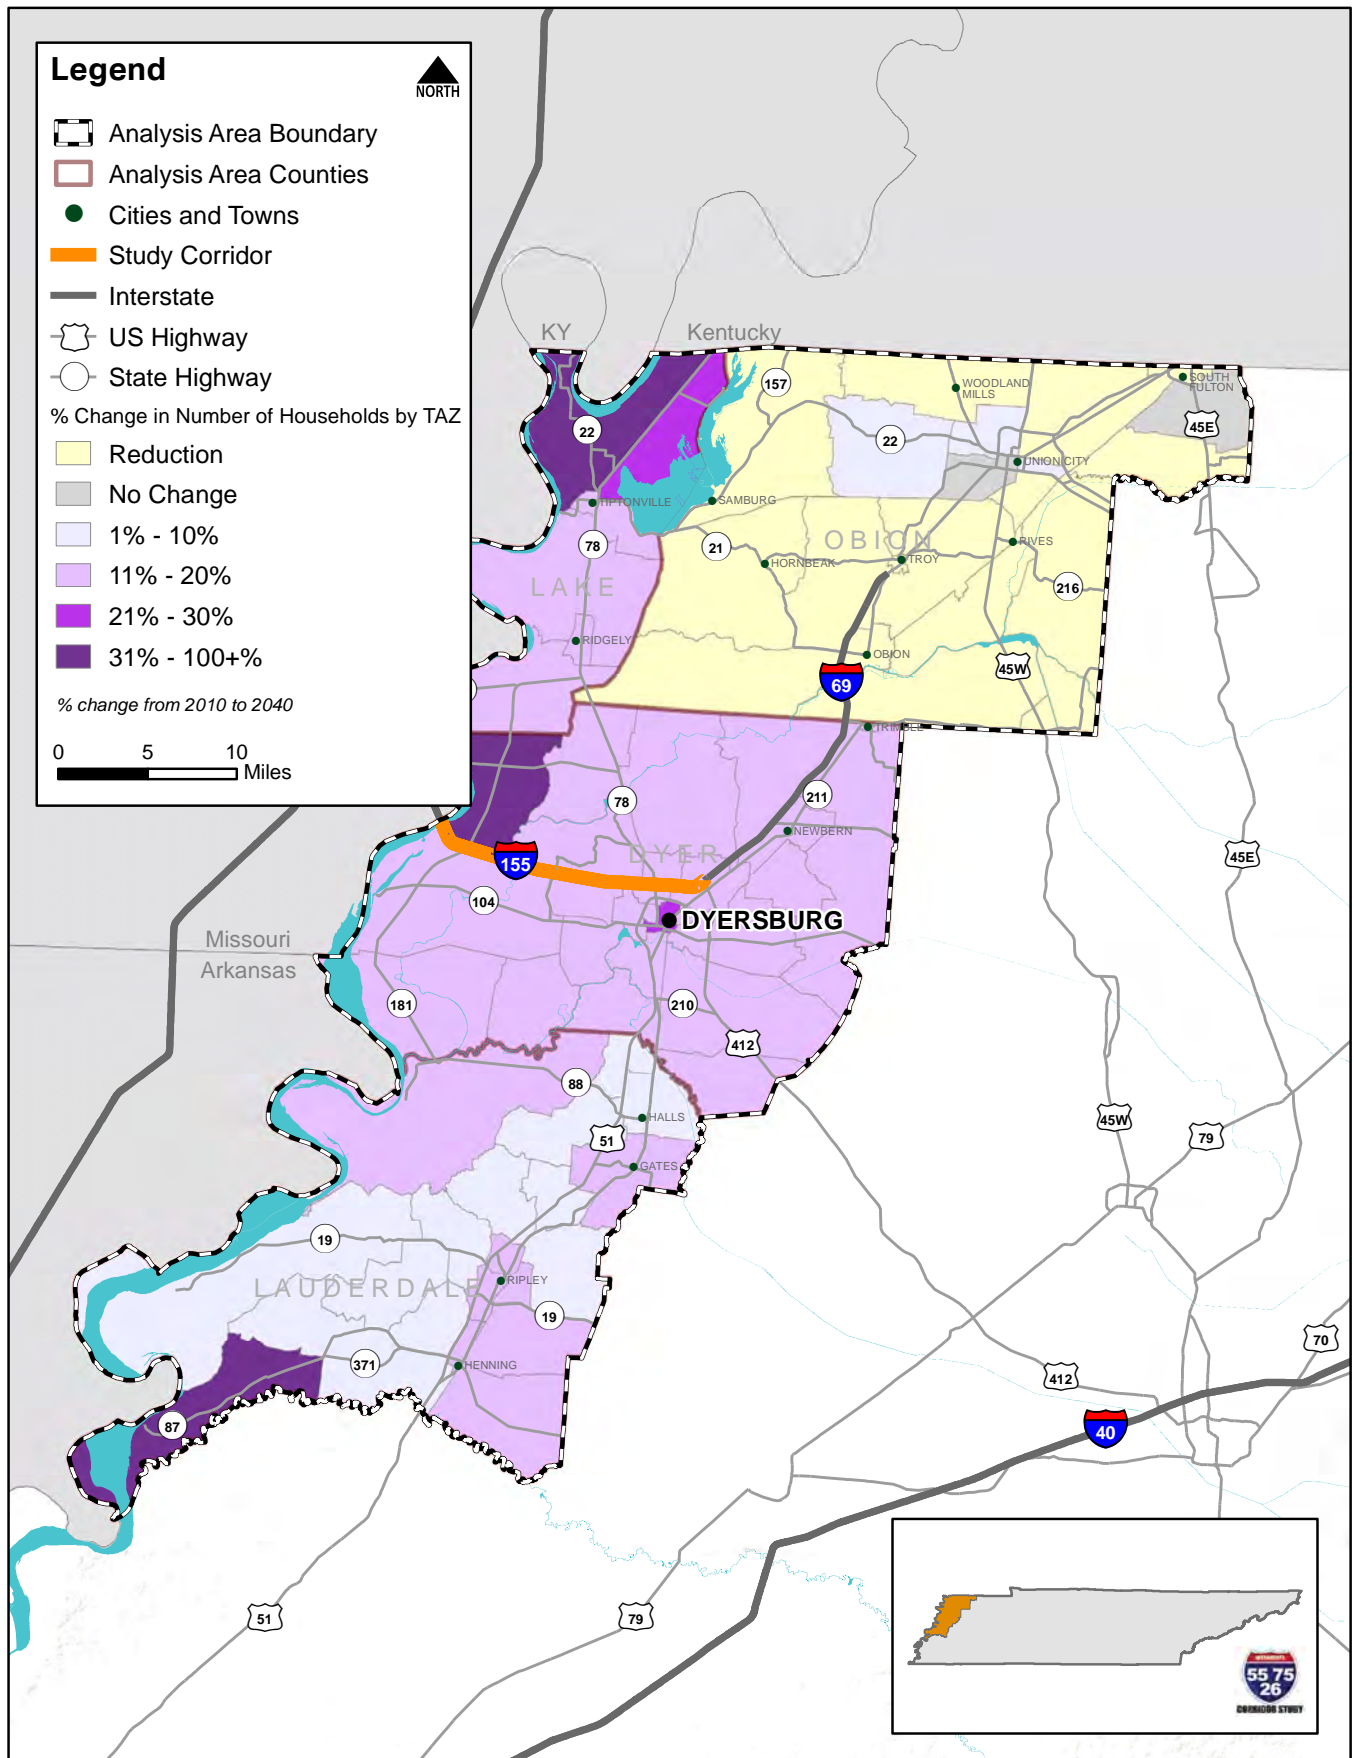 Legend
NORTH
Analysis Area Boundary
Analysis Area Counties
Cities and Towns
Study Corridor
Interstate
US Highway
State Highway
% Change in Number of Households by TAZ
Reduction
No Change
1% - 10%
11% - 20%
21% - 30%
31% - 100+%
% change from 2010 to 2040
0 5 10
Miles
KY
Kentucky
157
WOODLAND
MILLS
SOUTH
FULTON
45E
22
22
UNION CITY
TIPTONVILLE
SAMBURG
78
21
OBION
RIVES
HORNBEAK
TROY
216
LAKE
RIDGELY
OBION
45W
69
TRIMBLE
78
211
NEWBERN
DYER
155
45E
104
DYERSBURG
Missouri
Arkansas
181
210
412
88
HALLS
51
45W
79
GATES
19
LAUDERDALE
RIPLEY
19
70
371
HENNING
412
87
40
51
79
55 75
26
CORRIDOR STUDY